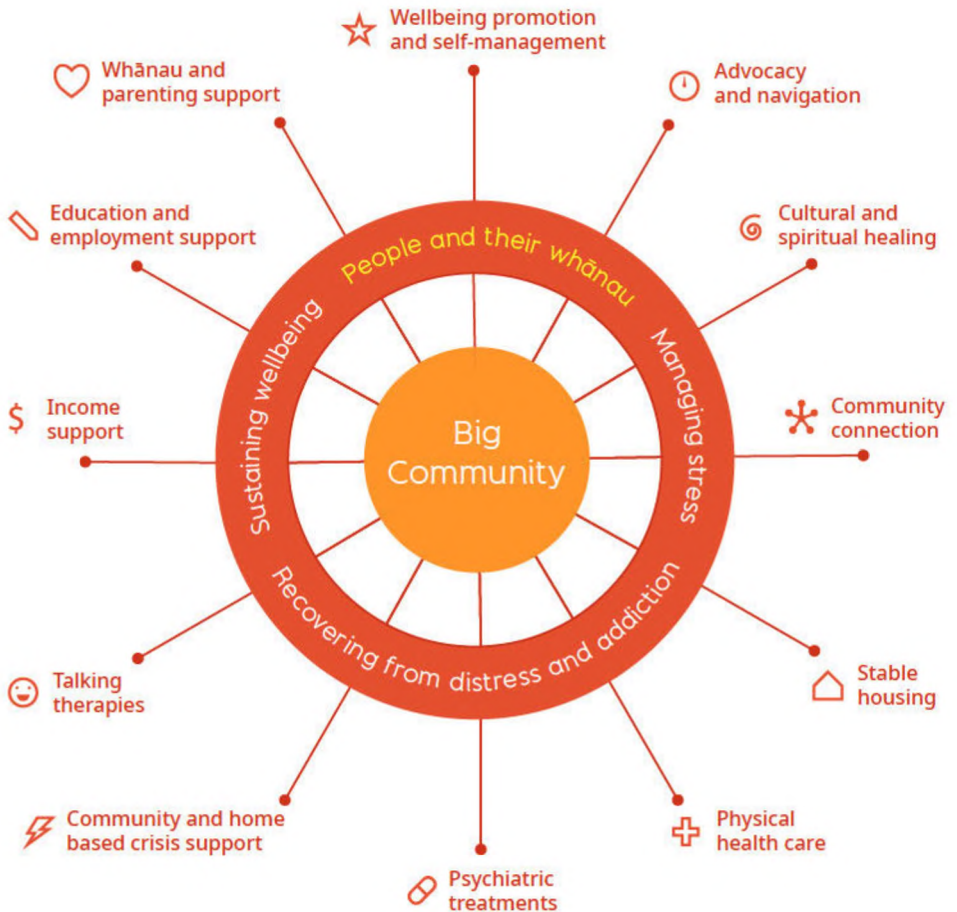 Wellbeing promotion
and self-management
Advocacy
and navigation
Cultural and
spiritual healing
Community
connection
Stable
housing
Physical
health care
Psychiatric
treatments
Community and home
based crisis support
Talking
therapies
$
Income
support
Education and
employment support
Whānau and
parenting support
People and their whānau
Managing stress
Recovering from distress and addiction
Sustaining wellbeing
Big
Community